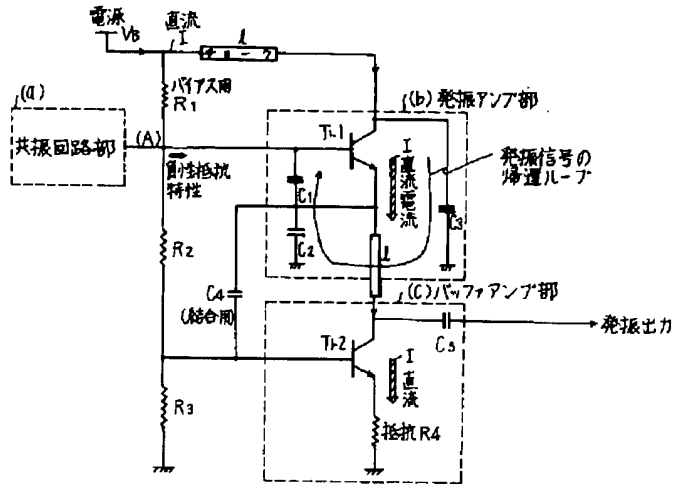 電源
VB
直流
I
チョーク
l
バイアス用
R1
(a)
共振回路部
(A)
負性抵抗
特性
(b)発振アンプ部
Tr1
I
直流電流
発振信号の
帰還ループ
C1
C2
C3
R2
l
C4
(結合用)
(C)バッファアンプ部
C5
発振出力
Tr2
I
直流
R3
抵抗R4